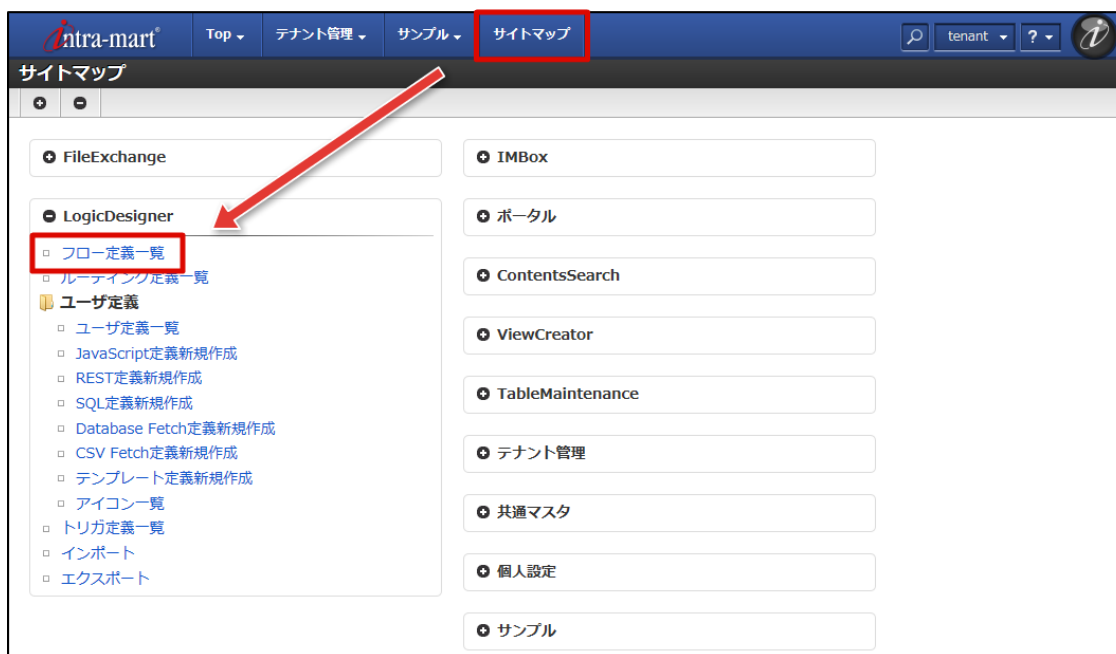 intra-mart®
Top テナント管理 サンプル サイトマップ tenant ?
サイトマップ
FileExchange
LogicDesigner
フロー定義一覧
ルーティング定義一覧
ユーザ定義
ユーザ定義一覧
JavaScript定義新規作成
REST定義新規作成
SQL定義新規作成
Database Fetch定義新規作成
CSV Fetch定義新規作成
テンプレート定義新規作成
アイコン一覧
トリガ定義一覧
インポート
エクスポート
IMBox
ポータル
ContentsSearch
ViewCreator
TableMaintenance
テナント管理
共通マスタ
個人設定
サンプル